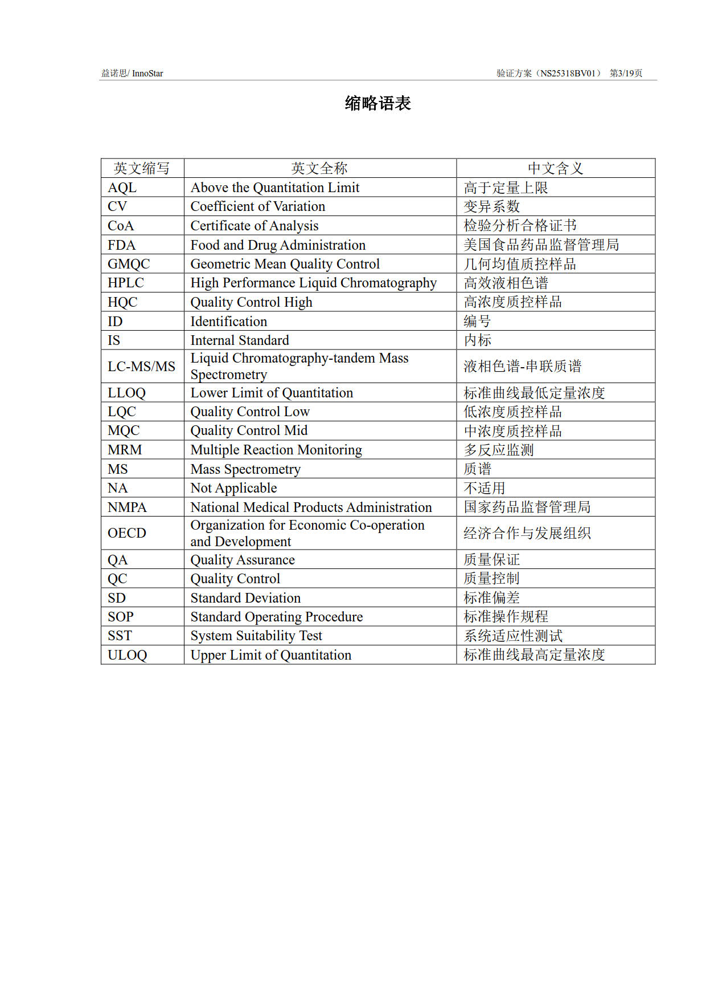 益诺思/ InnoStar 验证方案（NS25318BV01） 第3/19页
缩略语表
英文缩写 英文全称 中文含义
AQL Above the Quantitation Limit 高于定量上限
CV Coefficient of Variation 变异系数
CoA Certificate of Analysis 检验分析合格证书
FDA Food and Drug Administration 美国食品药品监督管理局
GMQC Geometric Mean Quality Control 几何均值质控样品
HPLC High Performance Liquid Chromatography 高效液相色谱
HQC Quality Control High 高浓度质控样品
ID Identification 编号
IS Internal Standard 内标
LC-MS/MS Liquid Chromatography-tandem Mass
Spectrometry 液相色谱-串联质谱
LLOQ Lower Limit of Quantitation 标准曲线最低定量浓度
LQC Quality Control Low 低浓度质控样品
MQC Quality Control Mid 中浓度质控样品
MRM Multiple Reaction Monitoring 多反应监测
MS Mass Spectrometry 质谱
NA Not Applicable 不适用
NMPA National Medical Products Administration 国家药品监督管理局
OECD Organization for Economic Co-operation
and Development 经济合作与发展组织
QA Quality Assurance 质量保证
QC Quality Control 质量控制
SD Standard Deviation 标准偏差
SOP Standard Operating Procedure 标准操作规程
SST System Suitability Test 系统适应性测试
ULOQ Upper Limit of Quantitation 标准曲线最高定量浓度